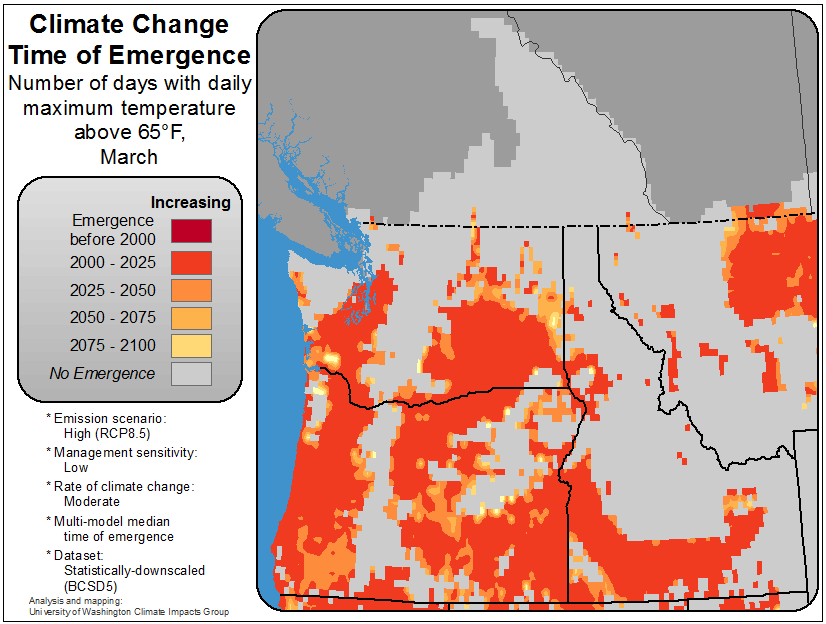 Climate Change
Time of Emergence
Number of days with daily
maximum temperature
above 65°F,
March
Increasing
Emergence
before 2000
2000 - 2025
2025 - 2050
2050 - 2075
2075 - 2100
No Emergence
* Emission scenario:
High (RCP8.5)
* Management sensitivity:
Low
* Rate of climate change:
Moderate
* Multi-model median
time of emergence
* Dataset:
Statistically-downscaled
(BCSD5)
Analysis and mapping:
University of Washington Climate Impacts Group